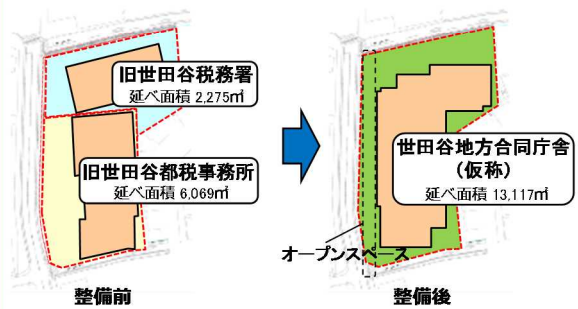 旧世田谷税務署
延べ面積 2,275㎡
旧世田谷都税事務所
延べ面積 6,069㎡
整備前
世田谷地方合同庁舎
(仮称)
延べ面積 13,117㎡
オープンスペース
整備後